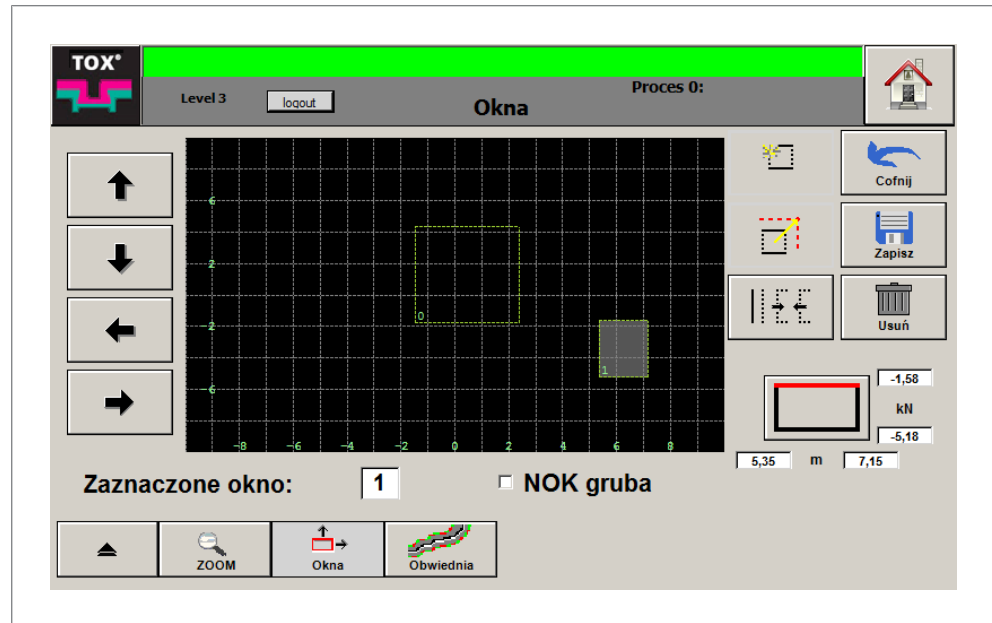 TOX®
Level 3
logout
Okna
Proces 0:
Cofnij
Zapisz
Usuń
6
2
-2
-6
-8
-6
-4
-2
0
2
4
6
8
0
1
-1,58
kN
-5,18
5,35
m
7,15
Zaznaczone okno:
1
NOK gruba
ZOOM
Okna
Obwiednia